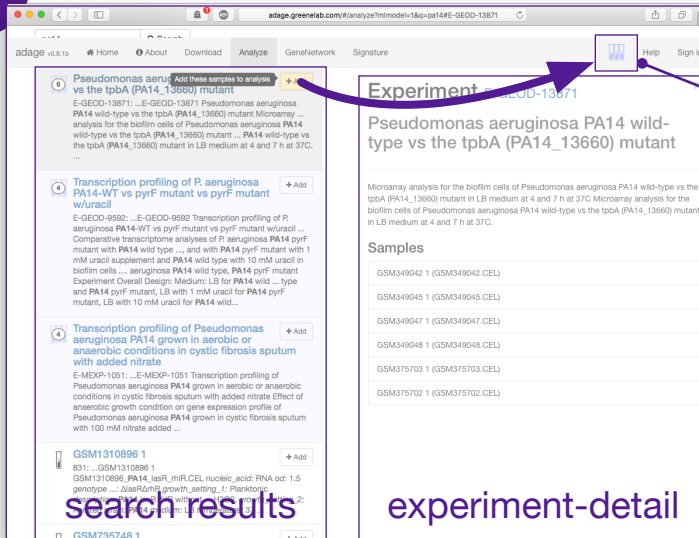 adage.greenelab.com/#/analyze?mlmodel=1&q=pa14#E-GEOD-13871
adage v0.8.1b Home About Download Analyze GeneNetwork Signature Help Sign in
Pseudomonas aerug
Add these samples to analysis
+ A
vs the tpbA (PA14_13660) mutant
6
E-GEOD-13871: ...E-GEOD-13871 Pseudomonas aeruginosa
PA14 wild-type vs the tpbA (PA14_13660) mutant Microarray ...
analysis for the biofilm cells of Pseudomonas aeruginosa PA14
wild-type vs the tpbA (PA14_13660) mutant ... PA14 wild-type vs
the tpbA (PA14_13660) mutant in LB medium at 4 and 7 h at 37C.
...
4
Transcription profiling of P. aeruginosa
+ Add
PA14-WT vs pyrF mutant vs pyrF mutant
w/uracil
E-GEOD-9592: ...E-GEOD-9592 Transcription profiling of P.
aeruginosa PA14-WT vs pyrF mutant vs pyrF mutant w/uracil ...
Comparative transcriptome analyses of P. aeruginosa PA14 pyrF
mutant with PA14 wild type ..., and with PA14 pyrF mutant with 1
mM uracil supplement and PA14 wild type with 10 mM uracil in
biofilm cells .... aeruginosa PA14 wild type, PA14 pyrF mutant
Experiment Overall Design: Medium: LB for PA14 wild ... type
and PA14 pyrF mutant, LB with 1 mM uracil for PA14 pyrF
mutant, LB with 10 mM uracil for PA14 wild...
4
Transcription profiling of Pseudomonas
+ Add
aeruginosa PA14 grown in aerobic or
anaerobic conditions in cystic fibrosis sputum
with added nitrate
E-MEXP-1051: ...E-MEXP-1051 Transcription profiling of
Pseudomonas aeruginosa PA14 grown in aerobic or anaerobic
conditions in cystic fibrosis sputum with added nitrate Effect of
anaerobic growth condition on gene expression profile of
Pseudomonas aeruginosa PA14 grown in cystic fibrosis sputum
with 100 mM nitrate added ...
GSM1310896 1
+ Add
831: ...GSM1310896 1
GSM1310896_PA14_lasR_rhlR.CEL nucleic_acid: RNA od: 1.5
genotype ...: ΔlasRΔrhlR growth_setting_1: Planktonic
search results
GSM735748 1
+ Add
Experiment E-GEOD-13871
Pseudomonas aeruginosa PA14 wild-
type vs the tpbA (PA14_13660) mutant
Microarray analysis for the biofilm cells of Pseudomonas aeruginosa PA14 wild-type vs the
tpbA (PA14_13660) mutant in LB medium at 4 and 7 h at 37C Microarray analysis for the
biofilm cells of Pseudomonas aeruginosa PA14 wild-type vs the tpbA (PA14_13660) mutant
in LB medium at 4 and 7 h at 37C.
Samples
GSM349042 1 (GSM349042.CEL)
GSM349045 1 (GSM349045.CEL)
GSM349047 1 (GSM349047.CEL)
GSM349048 1 (GSM349048.CEL)
GSM375703 1 (GSM375703.CEL)
GSM375702 1 (GSM375702.CEL)
experiment-detail